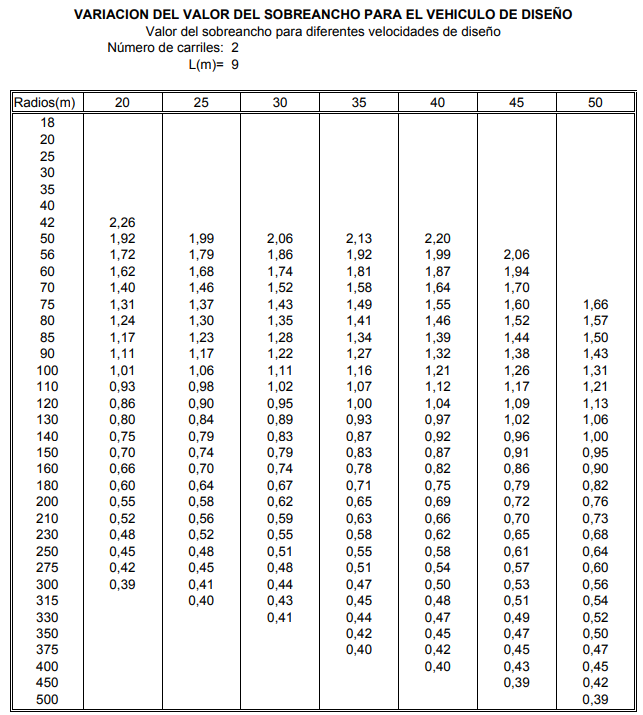 VARIACION DEL VALOR DEL SOBREANCHO PARA EL VEHICULO DE DISEÑO
Valor del sobreancho para diferentes velocidades de diseño
Número de carriles: 2
L(m)= 9
Radios(m) 20 25 30 35 40 45 50
18
20
25
30
35
40
42 2,26
50 1,92 1,99 2,06 2,13 2,20
56 1,72 1,79 1,86 1,92 1,99 2,06
60 1,62 1,68 1,74 1,81 1,87 1,94
70 1,40 1,46 1,52 1,58 1,64 1,70
75 1,31 1,37 1,43 1,49 1,55 1,60 1,66
80 1,24 1,30 1,35 1,41 1,46 1,52 1,57
85 1,17 1,23 1,28 1,34 1,39 1,44 1,50
90 1,11 1,17 1,22 1,27 1,32 1,38 1,43
100 1,01 1,06 1,11 1,16 1,21 1,26 1,31
110 0,93 0,98 1,02 1,07 1,12 1,17 1,21
120 0,86 0,90 0,95 1,00 1,04 1,09 1,13
130 0,80 0,84 0,89 0,93 0,97 1,02 1,06
140 0,75 0,79 0,83 0,87 0,92 0,96 1,00
150 0,70 0,74 0,79 0,83 0,87 0,91 0,95
160 0,66 0,70 0,74 0,78 0,82 0,86 0,90
180 0,60 0,64 0,67 0,71 0,75 0,79 0,82
200 0,55 0,58 0,62 0,65 0,69 0,72 0,76
210 0,52 0,56 0,59 0,63 0,66 0,70 0,73
230 0,48 0,52 0,55 0,58 0,62 0,65 0,68
250 0,45 0,48 0,51 0,55 0,58 0,61 0,64
275 0,42 0,45 0,48 0,51 0,54 0,57 0,60
300 0,39 0,41 0,44 0,47 0,50 0,53 0,56
315 0,40 0,43 0,45 0,48 0,51 0,54
330 0,41 0,44 0,47 0,49 0,52
350 0,42 0,45 0,47 0,50
375 0,40 0,42 0,45 0,47
400 0,40 0,43 0,45
450 0,39 0,42
500 0,39